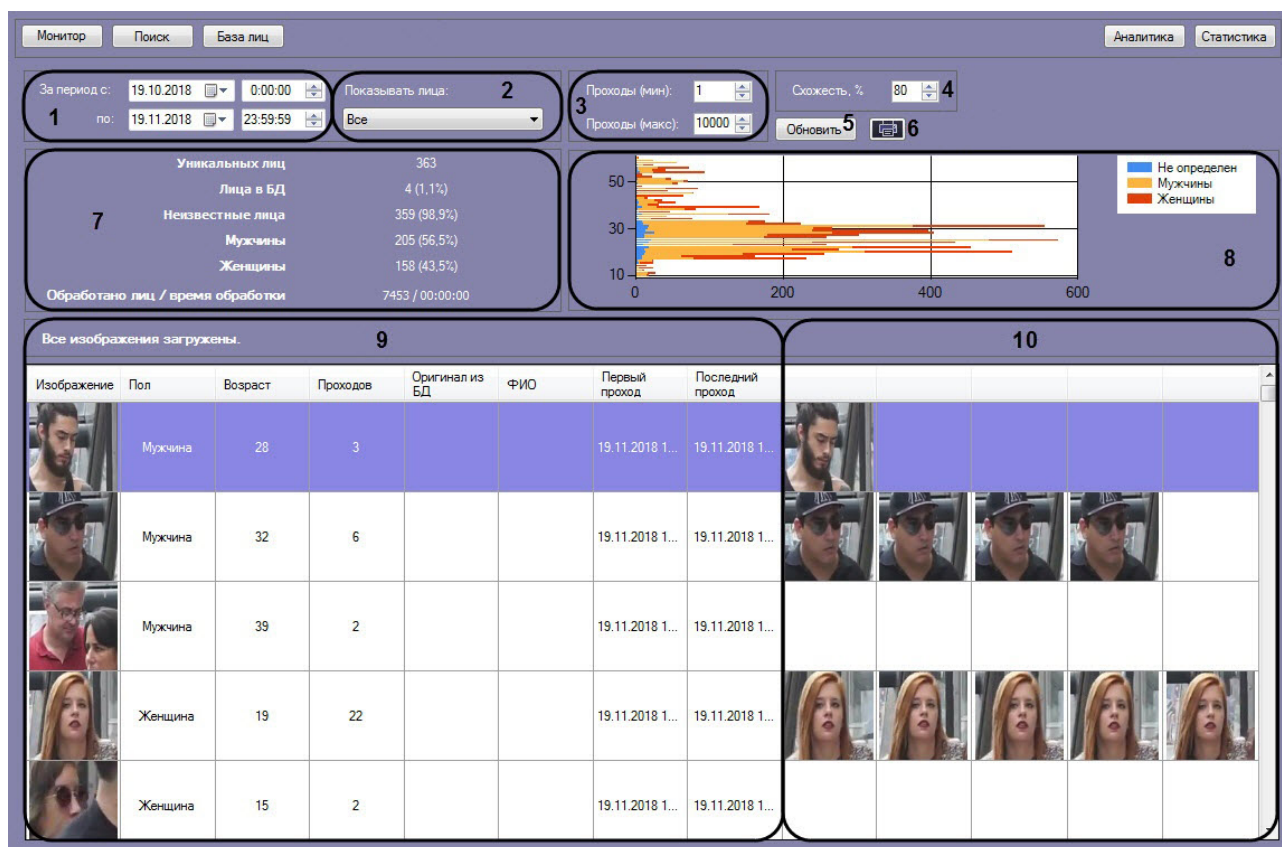 Монитор Поиск База лиц Аналитика Статистика
За период с: 19.10.2018 0:00:00 Показывать лица: 2 Проходы (мин): 1 Схожесть, % 80 4
1 по: 19.11.2018 23:59:59 Все 3 Проходы (макс): 10000 Обновить 5 6
7
Уникальных лиц 363
Лица в БД 4 (1,1%)
Неизвестные лица 359 (98,9%)
Мужчины 205 (56,5%)
Женщины 158 (43,5%)
Обработано лиц / время обработки 7453 / 00:00:00
50
30
10
0 200 400 600
Не определен
Мужчины
Женщины
8
Все изображения загружены. 9 10
Изображение Пол Возраст Проходов Оригинал из БД ФИО Первый проход Последний проход
Мужчина 28 3 19.11.2018 1... 19.11.2018 1...
Мужчина 32 6 19.11.2018 1... 19.11.2018 1...
Мужчина 39 2 19.11.2018 1... 19.11.2018 1...
Женщина 19 22 19.11.2018 1... 19.11.2018 1...
Женщина 15 2 19.11.2018 1... 19.11.2018 1...